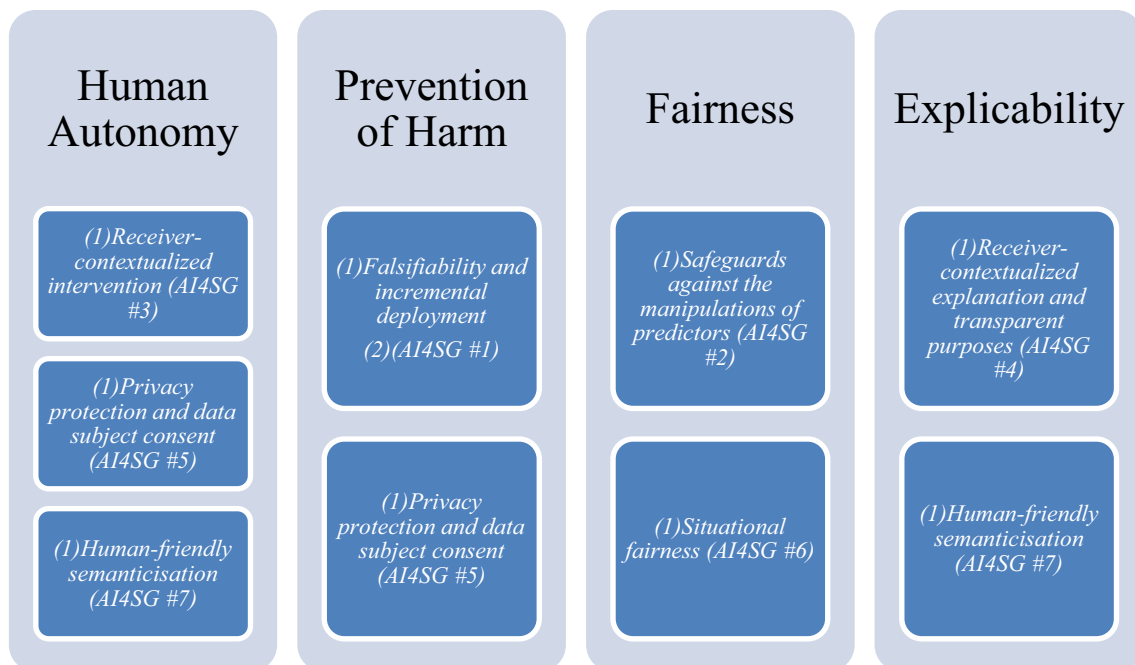 Human
Autonomy
(1)Receiver-
contextualized
intervention (AI4SG
#3)
(1)Privacy
protection and data
subject consent
(AI4SG #5)
(1)Human-friendly
semanticisation
(AI4SG #7)
Prevention
of Harm
(1)Falsifiability and
incremental
deployment
(2)(AI4SG #1)
(1)Privacy
protection and data
subject consent
(AI4SG #5)
Fairness
(1)Safeguards
against the
manipulations of
predictors (AI4SG
#2)
(1)Situational
fairness (AI4SG #6)
Explicability
(1)Receiver-
contextualized
explanation and
transparent
purposes (AI4SG
#4)
(1)Human-friendly
semanticisation
(AI4SG #7)